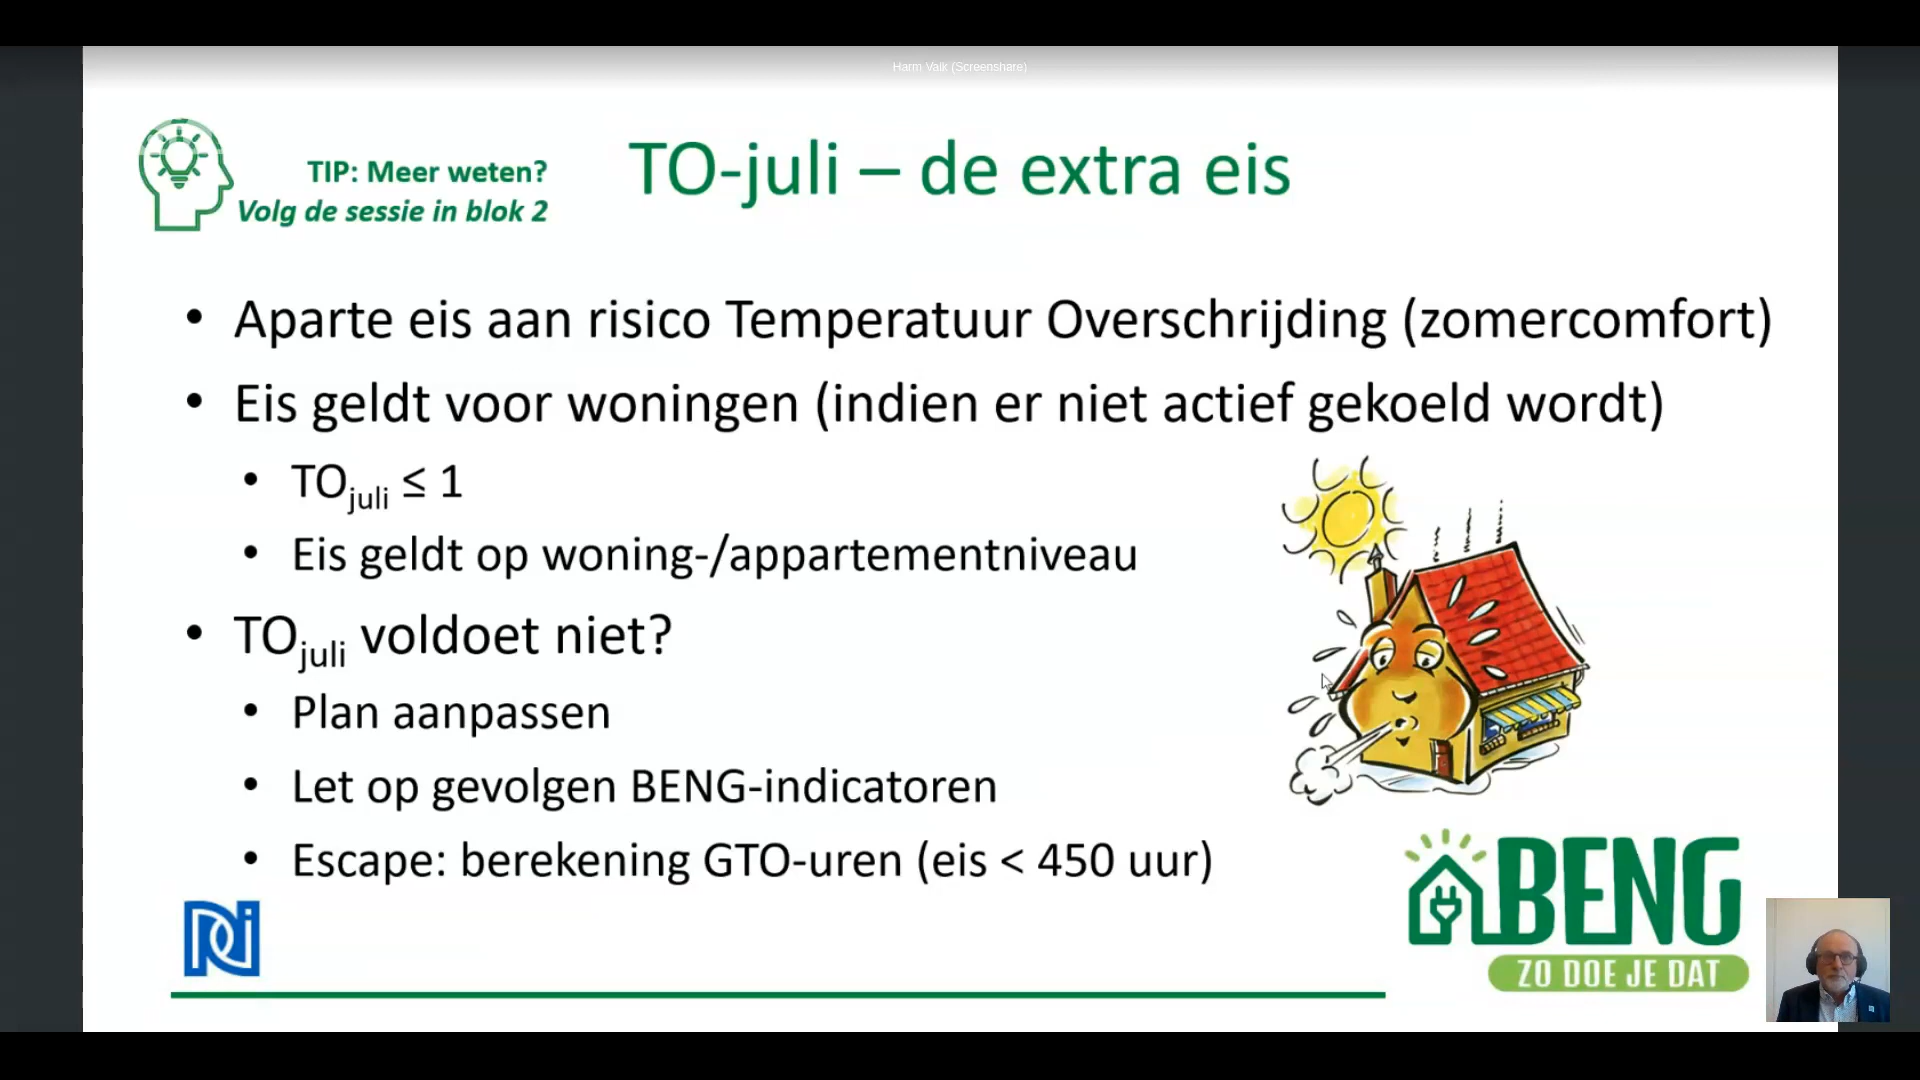 Harm Valk (Screenshare)
TIP: Meer weten?
Volg de sessie in blok 2
TO-juli – de extra eis
• Aparte eis aan risico Temperatuur Overschrijding (zomercomfort)
• Eis geldt voor woningen (indien er niet actief gekoeld wordt)
• TOjuli ≤ 1
• Eis geldt op woning-/appartementniveau
• TOjuli voldoet niet?
• Plan aanpassen
• Let op gevolgen BENG-indicatoren
• Escape: berekening GTO-uren (eis < 450 uur)
BENG
ZO DOE JE DAT